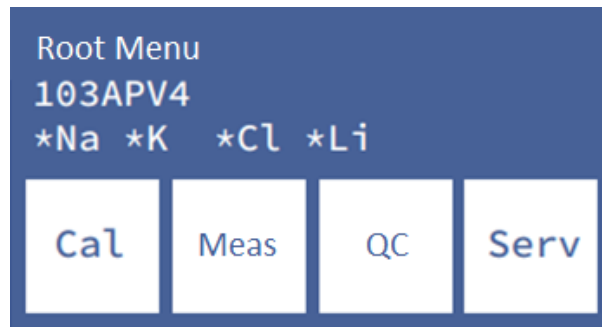 Root Menu
103APV4
*Na *K *Cl *Li
Cal Meas QC Serv